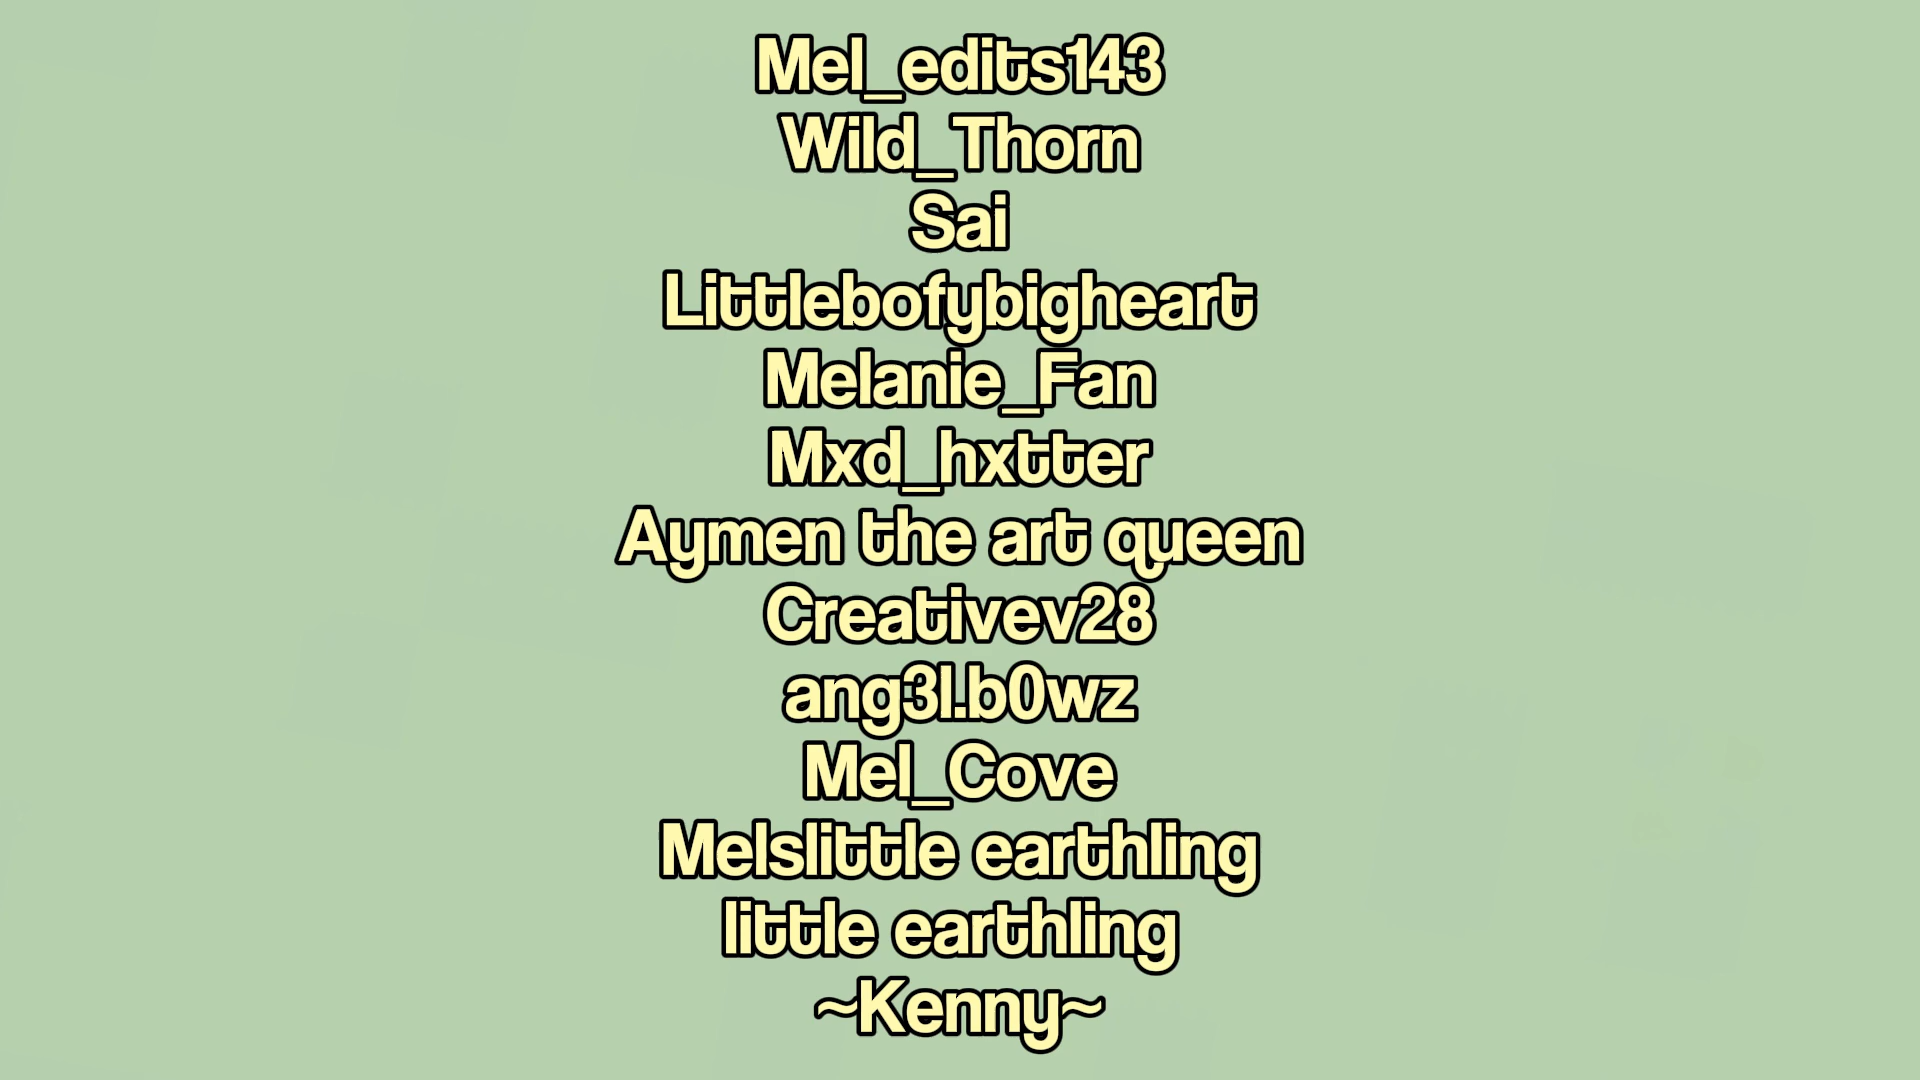 Mel_edits143
Wild_Thorn
Sai
Littlebofybigheart
Melanie_Fan
Mxd_hxtter
Aymen the art queen
Creativev28
ang3l.b0wz
Mel_Cove
Melslittle earthling
little earthling
~Kenny~